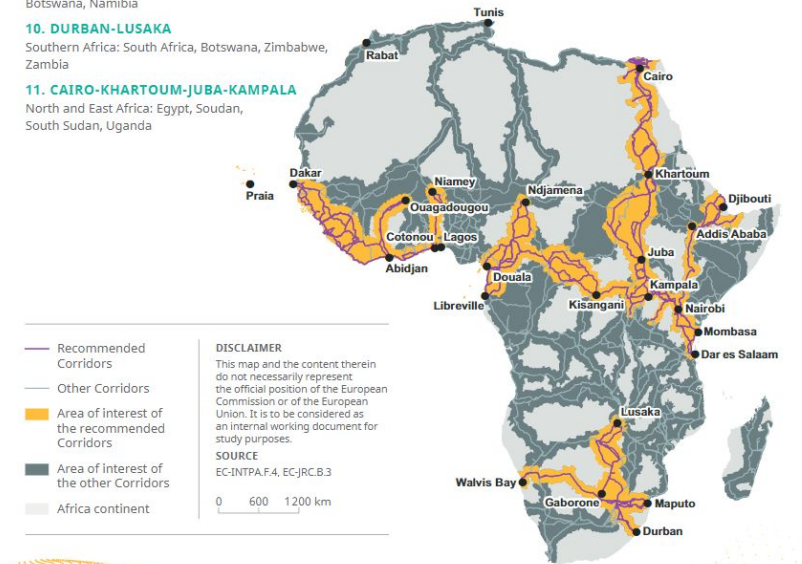 Botswana, Namibia
10. DURBAN-LUSAKA
Southern Africa: South Africa, Botswana, Zimbabwe,
Zambia
11. CAIRO-KHARTOUM-JUBA-KAMPALA
North and East Africa: Egypt, Soudan,
South Sudan, Uganda
Tunis
Rabat
Cairo
Dakar
Praia
Niamey
Ouagadougou
Ndjamena
Khartoum
Djibouti
Cotonou
Lagos
Addis Ababa
Abidjan
Douala
Juba
Libreville
Kisangani
Kampala
Nairobi
Mombasa
Dar es Salaam
Lusaka
Walvis Bay
Gaborone
Maputo
Durban
Recommended
Corridors
Other Corridors
Area of interest of
the recommended
Corridors
Area of interest of
the other Corridors
Africa continent
DISCLAIMER
This map and the content therein
do not necessarily represent
the official position of the European
Commission or of the European
Union. It is to be considered as
an internal working document for
study purposes.
SOURCE
EC-INTPA.F.4, EC-JRC.B.3
0 600 1 200 km